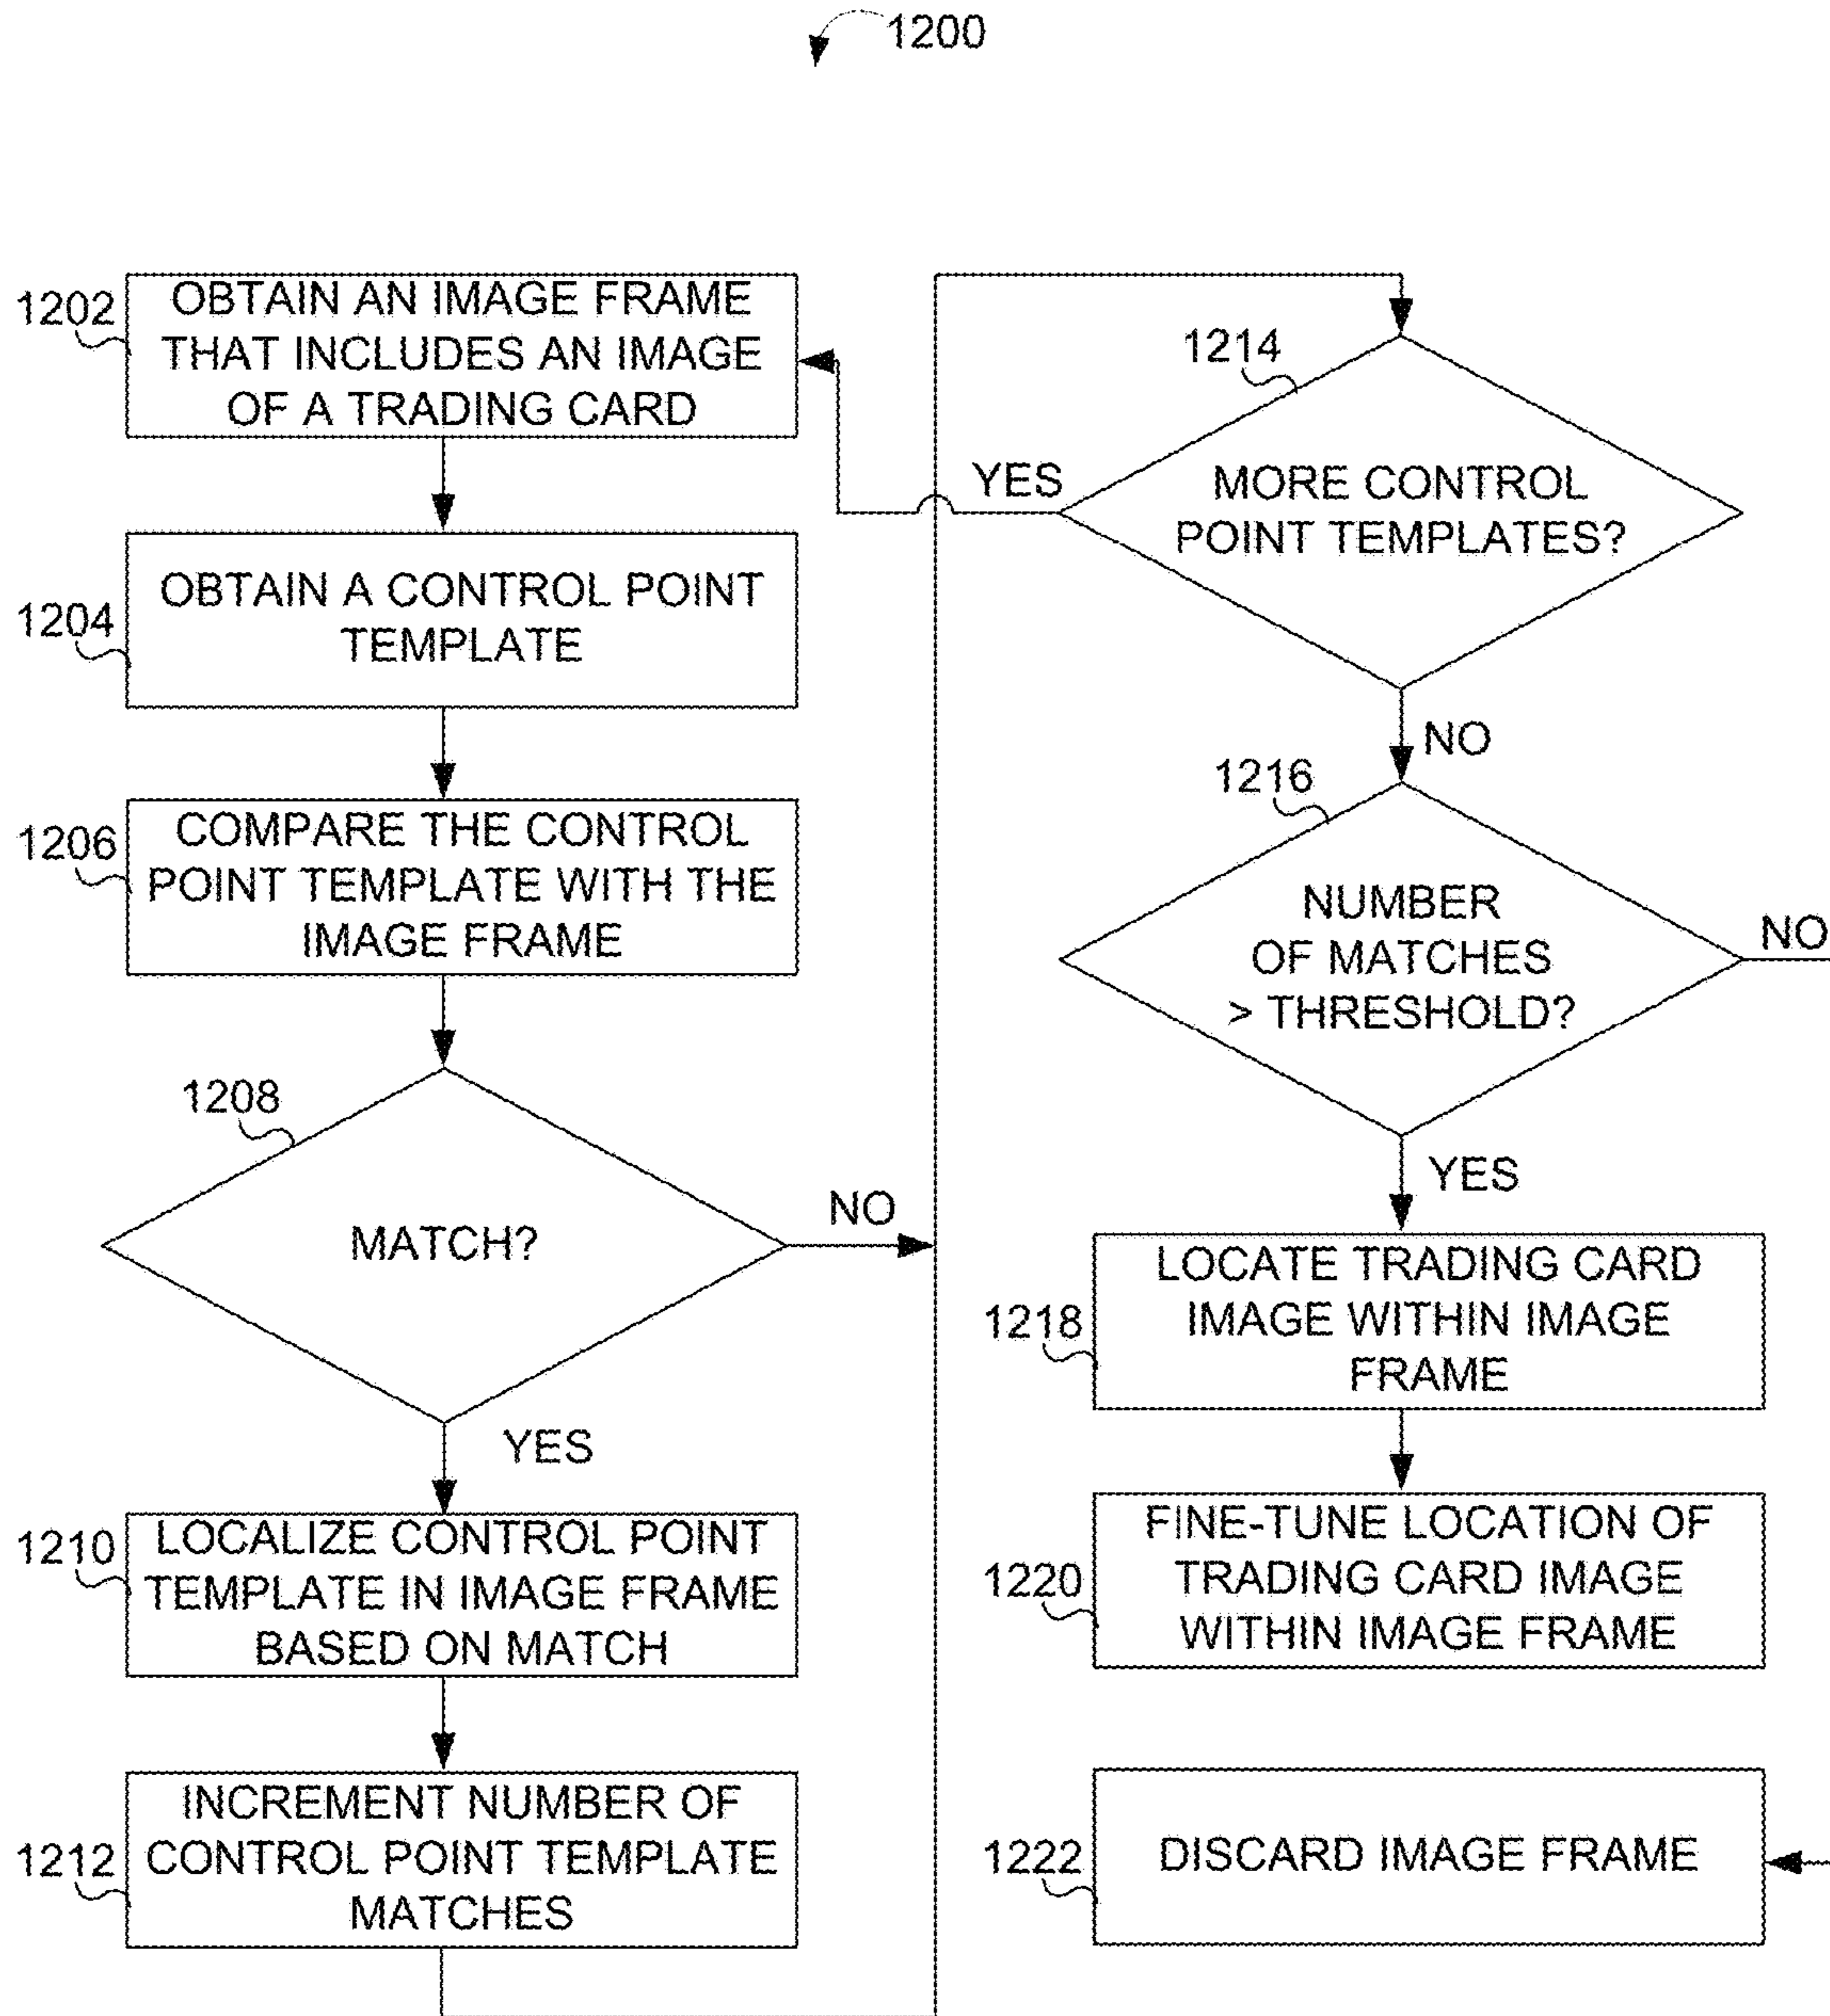 1200
1202
OBTAIN AN IMAGE FRAME
THAT INCLUDES AN IMAGE
OF A TRADING CARD
1204
OBTAIN A CONTROL POINT
TEMPLATE
1206
COMPARE THE CONTROL
POINT TEMPLATE WITH THE
IMAGE FRAME
1208
MATCH?
NO
YES
1210
LOCALIZE CONTROL POINT
TEMPLATE IN IMAGE FRAME
BASED ON MATCH
1212
INCREMENT NUMBER OF
CONTROL POINT TEMPLATE
MATCHES
1214
YES
MORE CONTROL
POINT TEMPLATES?
NO
1216
NUMBER
OF MATCHES
> THRESHOLD?
NO
YES
1218
LOCATE TRADING CARD
IMAGE WITHIN IMAGE
FRAME
1220
FINE-TUNE LOCATION OF
TRADING CARD IMAGE
WITHIN IMAGE FRAME
1222
DISCARD IMAGE FRAME